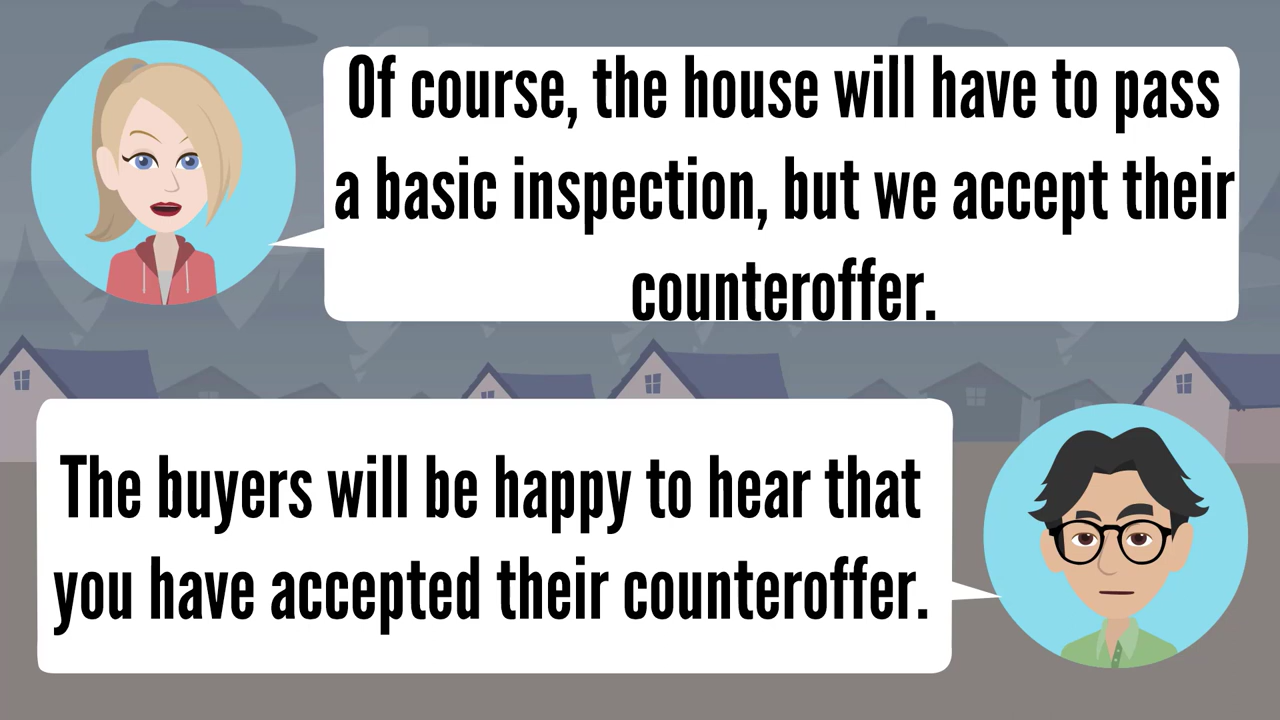 Of course, the house will have to pass
a basic inspection, but we accept their
counteroffer.
The buyers will be happy to hear that
you have accepted their counteroffer.